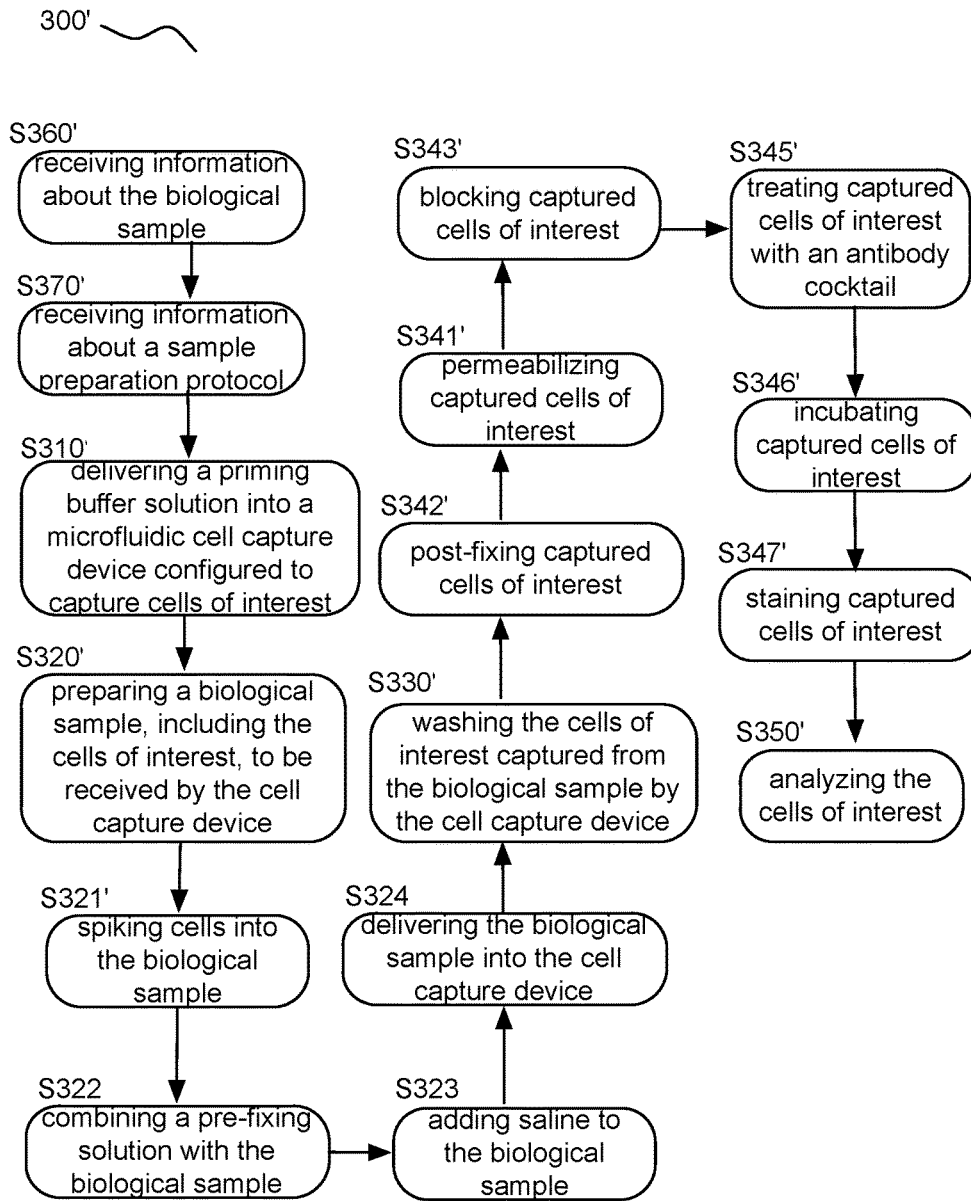 300'
S360'
receiving information
about the biological
sample
S370'
receiving information
about a sample
preparation protocol
S310'
delivering a priming
buffer solution into a
microfluidic cell capture
device configured to
capture cells of interest
S320'
preparing a biological
sample, including the
cells of interest, to be
received by the cell
capture device
S321'
spiking cells into
the biological
sample
S322
combining a pre-fixing
solution with the
biological sample
S323
adding saline to
the biological
sample
S324
delivering the biological
sample into the cell
capture device
S330'
washing the cells of
interest captured from
the biological sample by
the cell capture device
S342'
post-fixing captured
cells of interest
S341'
permeabilizing
captured cells of
interest
S343'
blocking captured
cells of interest
S345'
treating captured
cells of interest
with an antibody
cocktail
S346'
incubating
captured cells of
interest
S347'
staining captured
cells of interest
S350'
analyzing the
cells of interest